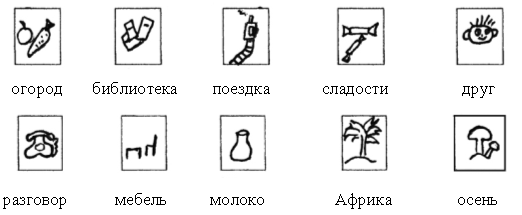 огород библиотека поездка сладости друг
разговор мебель молоко Африка осень